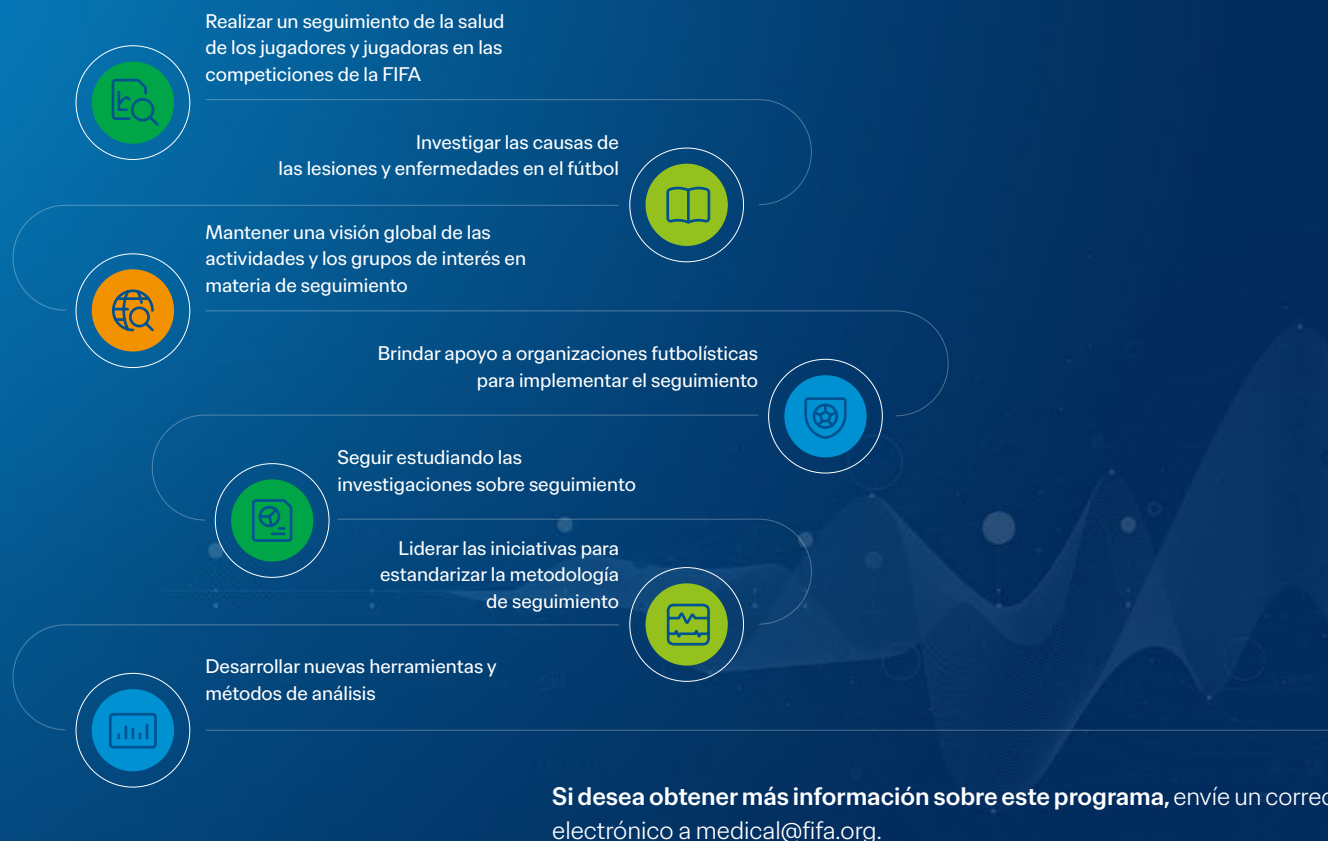 Realizar un seguimiento de la salud
de los jugadores y jugadoras en las
competiciones de la FIFA
Investigar las causas de
las lesiones y enfermedades en el fútbol
Mantener una visión global de las
actividades y los grupos de interés en
materia de seguimiento
Brindar apoyo a organizaciones futbolísticas
para implementar el seguimiento
Seguir estudiando las
investigaciones sobre seguimiento
Liderar las iniciativas para
estandarizar la metodología
de seguimiento
Desarrollar nuevas herramientas y
métodos de análisis
Si desea obtener más información sobre este programa, envíe un correo
electrónico a medical@fifa.org.